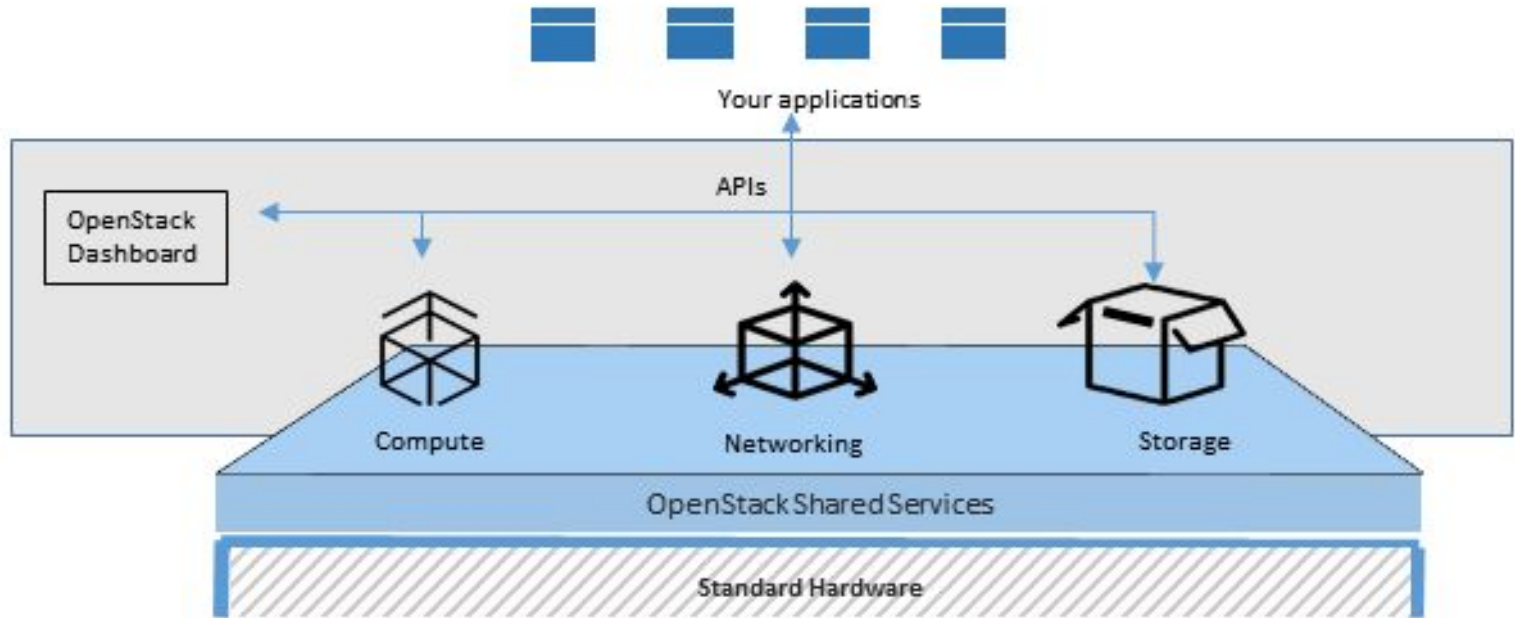 Your applications
APIs
OpenStack
Dashboard
Compute
Networking
Storage
OpenStack Shared Services
Standard Hardware